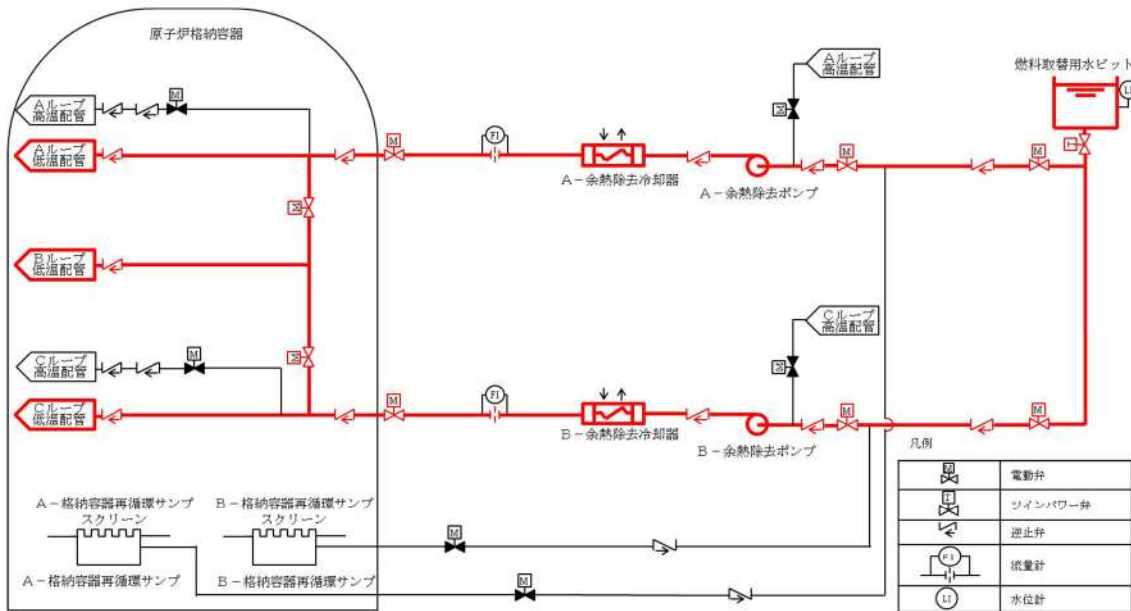 原子炉格納容器
Aループ
高温配管
燃料取替用水ピット
M
Aループ
高温配管
M
LI
T
Aループ
低温配管
M
FI
M
M
A－余熱除去冷却器
A－余熱除去ポンプ
M
Bループ
低温配管
Cループ
高温配管
M
Cループ
高温配管
M
M
Cループ
低温配管
M
FI
M
M
B－余熱除去冷却器
B－余熱除去ポンプ
凡例
M
電動弁
T
ツインパワー弁
逆止弁
FI
流量計
LI
水位計
A－格納容器再循環サンプ
スクリーン
B－格納容器再循環サンプ
スクリーン
M
A－格納容器再循環サンプ
B－格納容器再循環サンプ
M